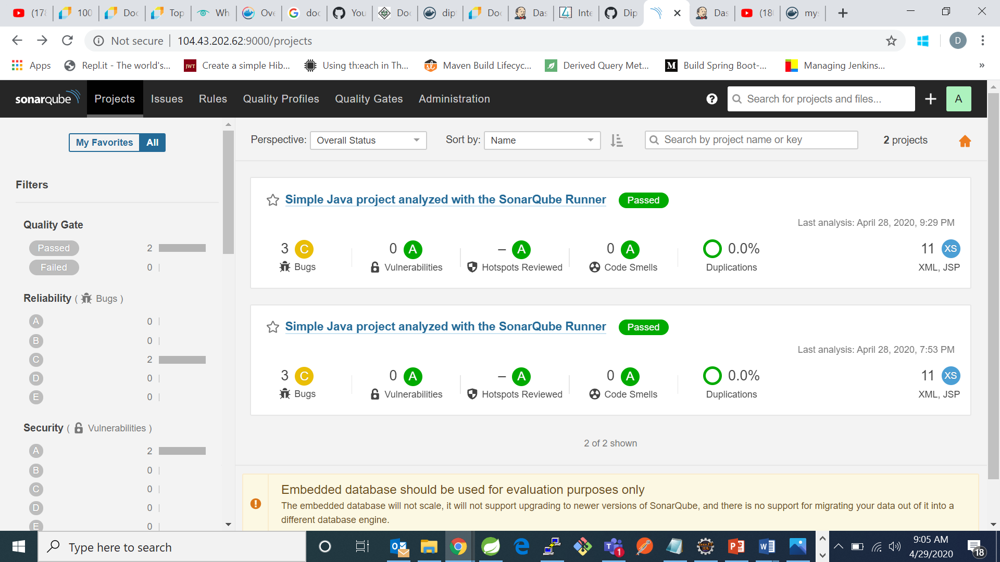 (178 100 Doc Top Wh Ove doc You Doc dip Doc Das Inte Dip Das (180 mys
Not secure 104.43.202.62:9000/projects
Apps Repl.it - The world's... JWT Create a simple Hib... Using th:each in Th... Maven Build Lifecyc... Derived Query Met... M Build Spring Boot-... Managing Jenkins... »
sonarqube Projects Issues Rules Quality Profiles Quality Gates Administration ? Search for projects and files... + A
My Favorites All
Perspective: Overall Status Sort by: Name Search by project name or key 2 projects
Filters
Quality Gate
Passed 2
Failed 0
Reliability ( Bugs )
A 0
B 0
C 2
D 0
E 0
Security ( Vulnerabilities )
A 2
B 0
C 0
D 0
E 0
Simple Java project analyzed with the SonarQube Runner Passed
Last analysis: April 28, 2020, 9:29 PM
3 C 0 A – A 0 A 0.0% 11 XS
Bugs Vulnerabilities Hotspots Reviewed Code Smells Duplications XML, JSP
Simple Java project analyzed with the SonarQube Runner Passed
Last analysis: April 28, 2020, 7:53 PM
3 C 0 A – A 0 A 0.0% 11 XS
Bugs Vulnerabilities Hotspots Reviewed Code Smells Duplications XML, JSP
2 of 2 shown
Embedded database should be used for evaluation purposes only
The embedded database will not scale, it will not support upgrading to newer versions of SonarQube, and there is no support for migrating your data out of it into a
different database engine.
Type here to search
9:05 AM
4/29/2020
18